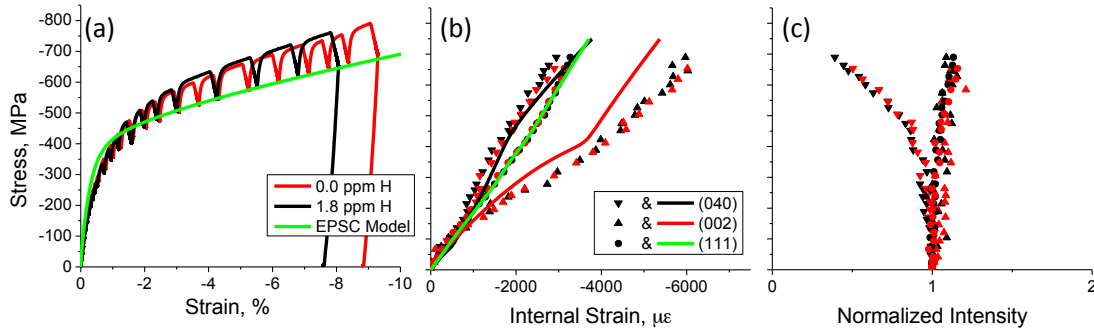 (a)
(b)
(c)
Stress, MPa
-800
-700
-600
-500
-400
-300
-200
-100
0
0 -2 -4 -6 -8 -10
Strain, %
0.0 ppm H
1.8 ppm H
EPSC Model
0 -2000 -4000 -6000
Internal Strain, με
& (040)
& (002)
& (111)
0 1 2
Normalized Intensity